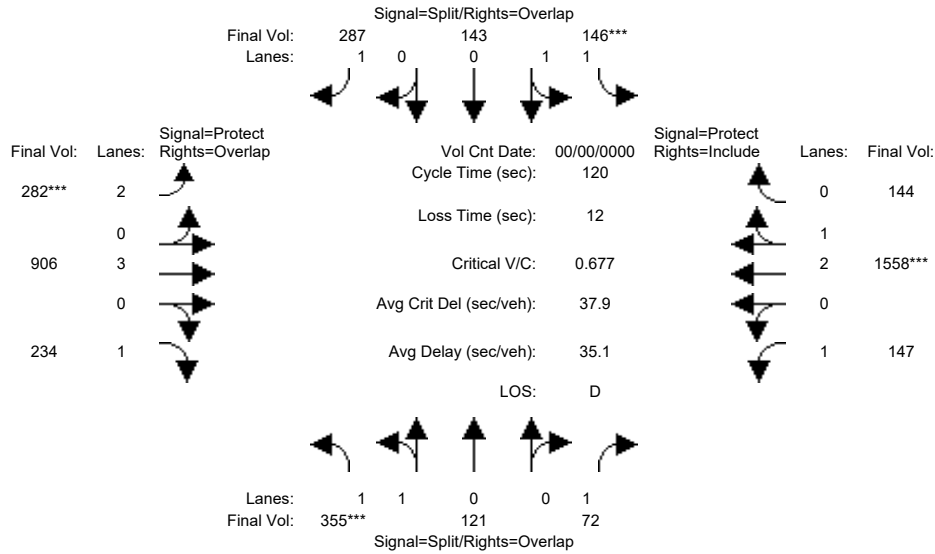 Signal=Split/Rights=Overlap
Final Vol: 287 143 146***
Lanes: 1 0 0 1 1
Signal=Protect Signal=Protect
Final Vol: Lanes: Rights=Overlap Vol Cnt Date: 00/00/0000 Rights=Include Lanes: Final Vol:
Cycle Time (sec): 120
282*** 2 0 144
Loss Time (sec): 12
0 1
906 3 Critical V/C: 0.677 2 1558***
0 Avg Crit Del (sec/veh): 37.9 0
234 1 Avg Delay (sec/veh): 35.1 1 147
LOS: D
Lanes: 1 1 0 0 1
Final Vol: 355*** 121 72
Signal=Split/Rights=Overlap